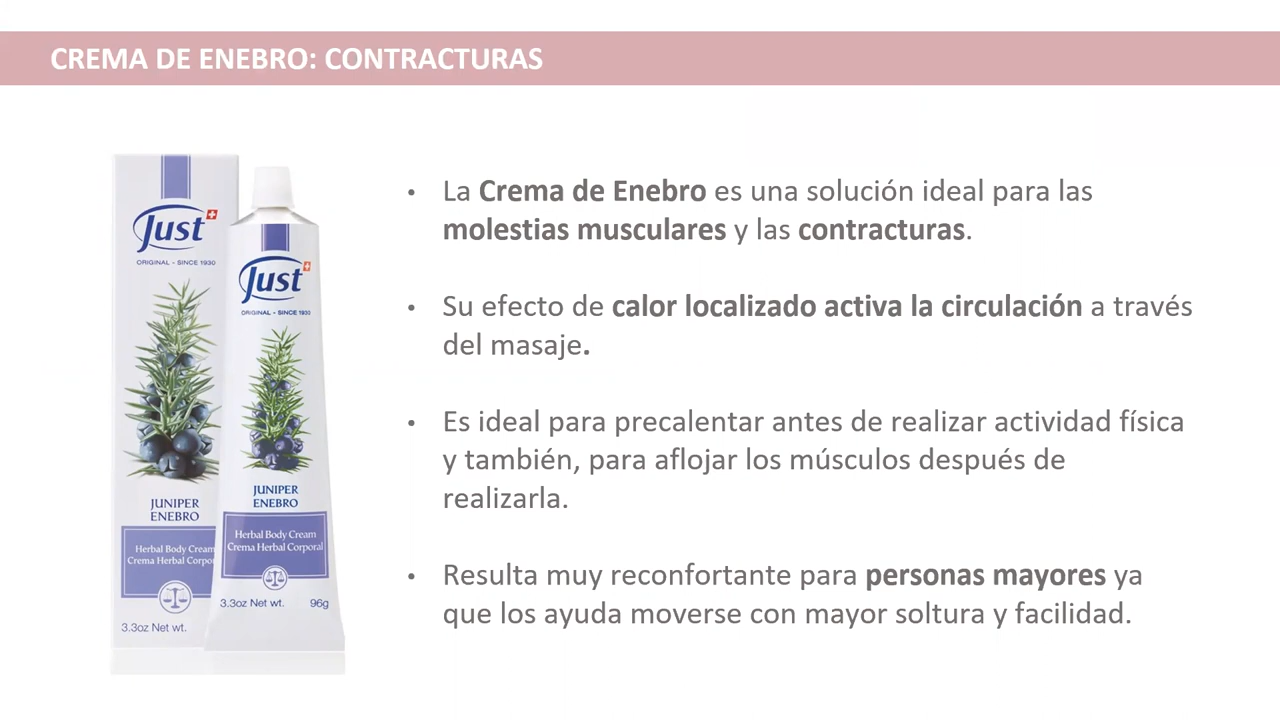 CREMA DE ENEBRO: CONTRACTURAS
Just
ORIGINAL - SINCE 1930
JUNIPER
ENEBRO
Herbal Body Cream
Crema Herbal
3.3oz Net wt.
Just
ORIGINAL - SINCE 1930
JUNIPER
ENEBRO
Herbal Body Cream
Crema Herbal Corporal
3.3oz Net wt. 96g
• La Crema de Enebro es una solución ideal para las
molestias musculares y las contracturas.
• Su efecto de calor localizado activa la circulación a través
del masaje.
• Es ideal para precalentar antes de realizar actividad física
y también, para aflojar los músculos después de
realizarla.
• Resulta muy reconfortante para personas mayores ya
que los ayuda moverse con mayor soltura y facilidad.